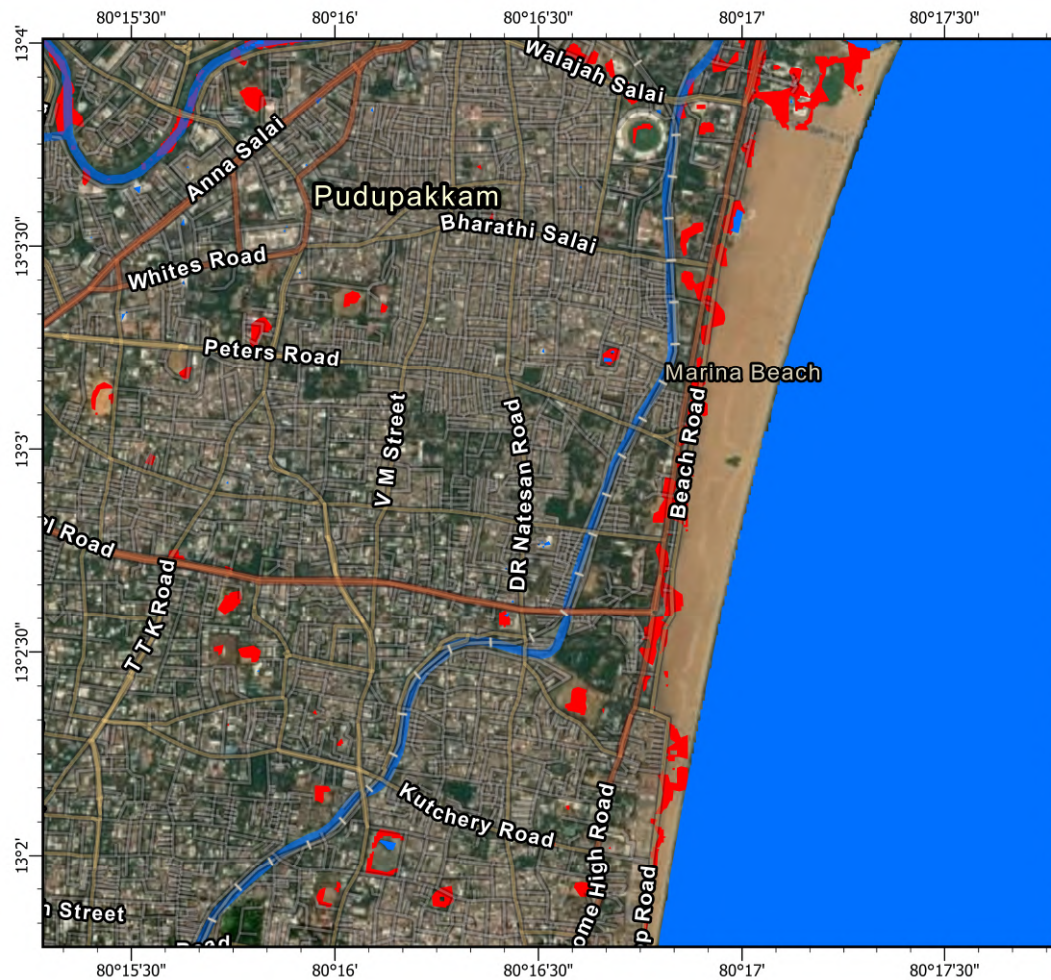 80°15'30" 80°16' 80°16'30" 80°17' 80°17'30"
13°4'
Walajah Salai
Anna Salai
Pudupakkam
Bharathi Salai
13°3'30"
Whites Road
Peters Road
Marina Beach
V M Street
DR Natesan Road
Beach Road
13°3'
Road
T T K Road
13°2'30"
Kutchery Road
ome High Road
13°2'
p Road
n Street
Road
80°15'30" 80°16' 80°16'30" 80°17' 80°17'30"